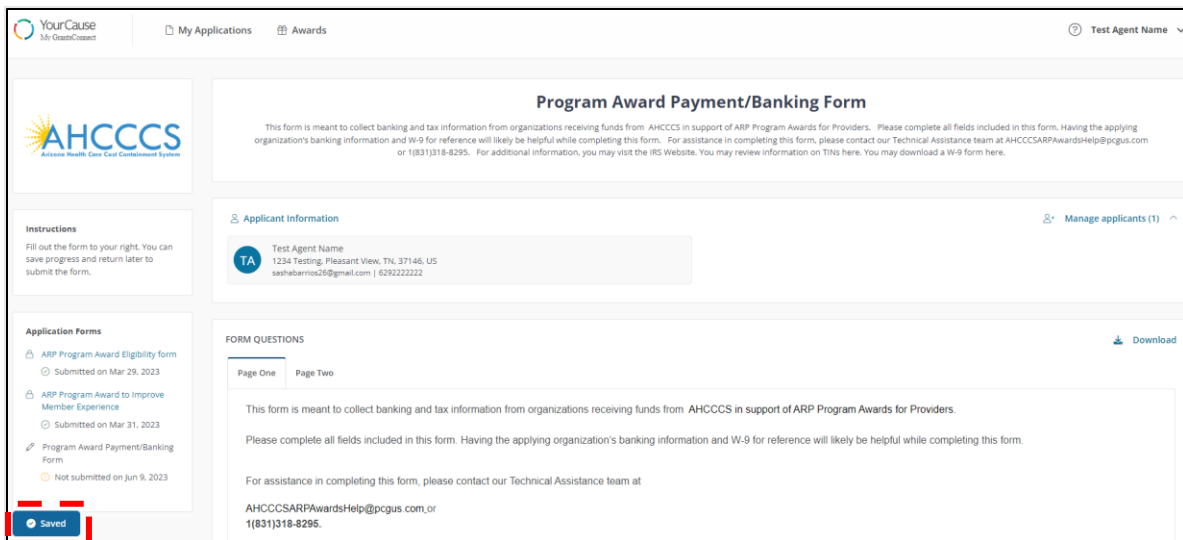 YourCause
My GrantsConnect
My Applications
Awards
Test Agent Name
AHCCCS
Arizona Health Care Cost Containment System
Program Award Payment/Banking Form
This form is meant to collect banking and tax information from organizations receiving funds from AHCCCS in support of ARP Program Awards for Providers. Please complete all fields included in this form. Having the applying
organization's banking information and W-9 for reference will likely be helpful while completing this form. For assistance in completing this form, please contact our Technical Assistance team at AHCCCSARPAwardsHelp@pcgus.com
or 1(831)318-8295. For additional information, you may visit the IRS Website. You may review information on TINs here. You may download a W-9 form here.
Instructions
Fill out the form to your right. You can
save progress and return later to
submit the form.
Applicant Information
Manage applicants (1)
TA
Test Agent Name
1234 Testing, Pleasant View, TN, 37146, US
sashabarrios26@gmail.com | 6292222222
Application Forms
ARP Program Award Eligibility form
Submitted on Mar 29, 2023
ARP Program Award to Improve
Member Experience
Submitted on Mar 31, 2023
Program Award Payment/Banking
Form
Not submitted on Jun 9, 2023
Saved
FORM QUESTIONS
Download
Page One
Page Two
This form is meant to collect banking and tax information from organizations receiving funds from AHCCCS in support of ARP Program Awards for Providers.
Please complete all fields included in this form. Having the applying organization's banking information and W-9 for reference will likely be helpful while completing this form.
For assistance in completing this form, please contact our Technical Assistance team at
AHCCCSARPAwardsHelp@pcgus.com or
1(831)318-8295.